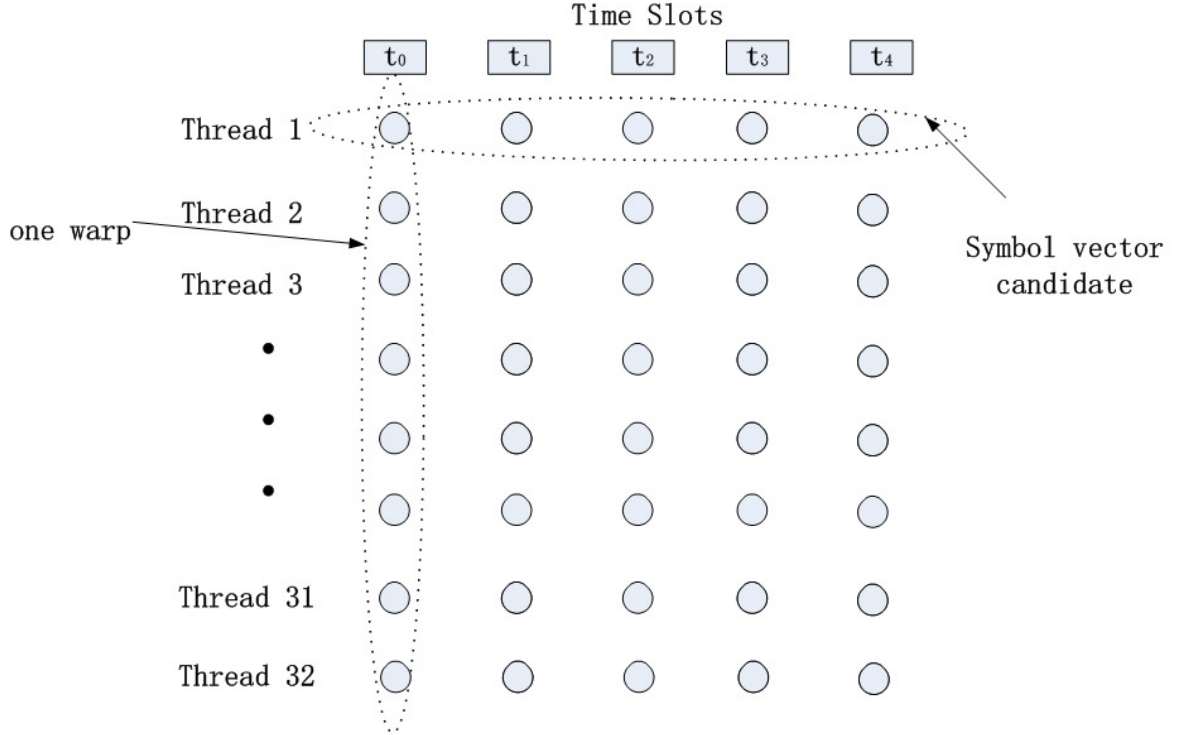 Time Slots
t₀ t₁ t₂ t₃ t₄
Thread 1
Thread 2
one warp
Symbol vector
candidate
Thread 3
Thread 31
Thread 32